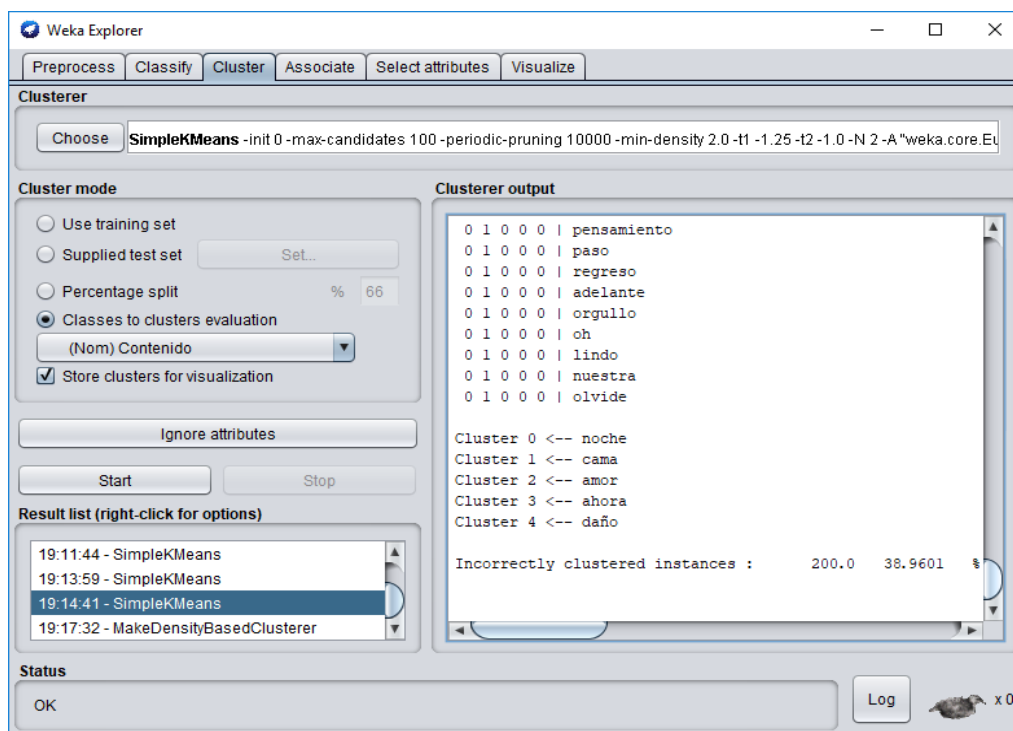 Weka Explorer
Preprocess Classify Cluster Associate Select attributes Visualize
Clusterer
Choose SimpleKMeans -init 0 -max-candidates 100 -periodic-pruning 10000 -min-density 2.0 -t1 -1.25 -t2 -1.0 -N 2 -A "weka.core.Eu
Cluster mode
Use training set
Supplied test set Set...
Percentage split % 66
Classes to clusters evaluation
(Nom) Contenido
Store clusters for visualization
Ignore attributes
Start Stop
Result list (right-click for options)
19:11:44 - SimpleKMeans
19:13:59 - SimpleKMeans
19:14:41 - SimpleKMeans
19:17:32 - MakeDensityBasedClusterer
Clusterer output
0 1 0 0 0 | pensamiento
0 1 0 0 0 | paso
0 1 0 0 0 | regreso
0 1 0 0 0 | adelante
0 1 0 0 0 | orgullo
0 1 0 0 0 | oh
0 1 0 0 0 | lindo
0 1 0 0 0 | nuestra
0 1 0 0 0 | olvide
Cluster 0 <-- noche
Cluster 1 <-- cama
Cluster 2 <-- amor
Cluster 3 <-- ahora
Cluster 4 <-- daño
Incorrectly clustered instances : 200.0 38.9601 %
Status
OK
Log x 0